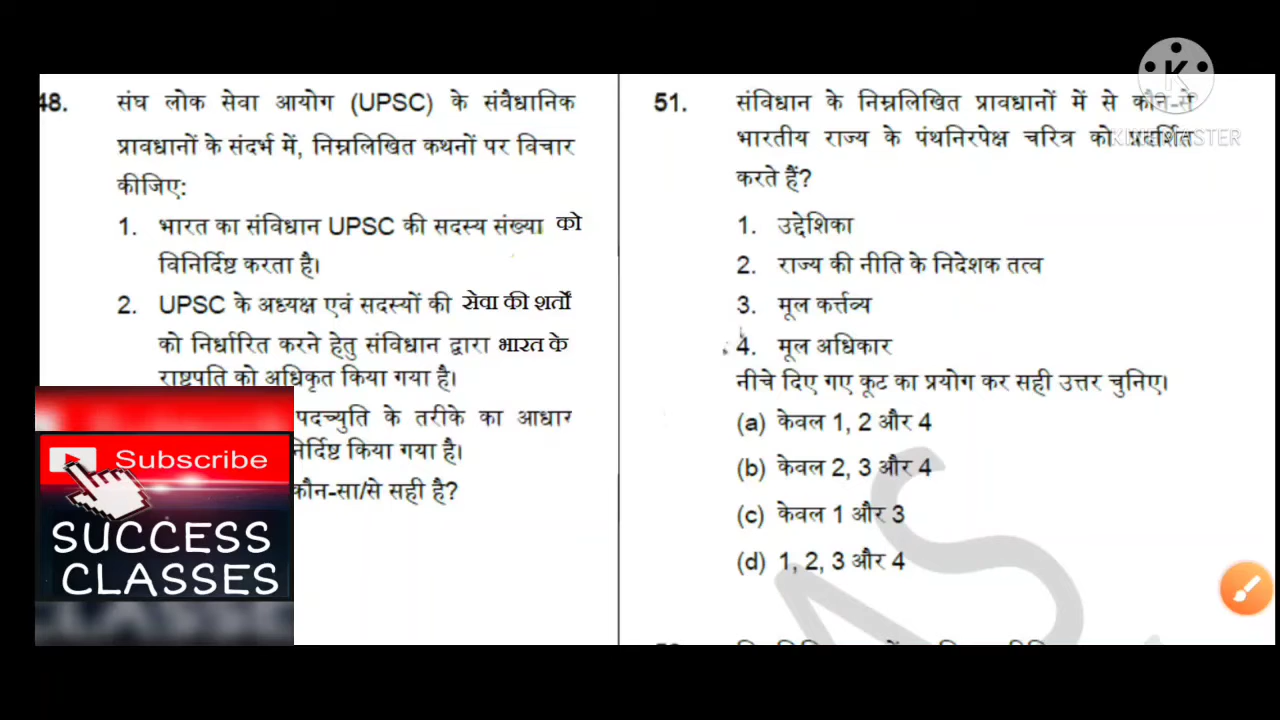 48.
संघ लोक सेवा आयोग (UPSC) के संवैधानिक
प्रावधानों के संदर्भ में, निम्नलिखित कथनों पर विचार
कीजिए:
1. भारत का संविधान UPSC की सदस्य संख्या को
विनिर्दिष्ट करता है।
2. UPSC के अध्यक्ष एवं सदस्यों की सेवा की शर्तों
को निर्धारित करने हेतु संविधान द्वारा भारत के
राष्ट्रपति को अधिकृत किया गया है।
पदच्युति के तरीके का आधार
किया गया है।
कौन-सा/से सही है?
Subscribe
SUCCESS
CLASSES
51. संविधान के निम्नलिखित प्रावधानों में से कौन-से
भारतीय राज्य के पंथनिरपेक्ष चरित्र को प्रदर्शित
करते हैं?
1. उद्देशिका
2. राज्य की नीति के निदेशक तत्व
3. मूल कर्त्तव्य
4. मूल अधिकार
नीचे दिए गए कूट का प्रयोग कर सही उत्तर चुनिए।
(a) केवल 1, 2 और 4
(b) केवल 2, 3 और 4
(c) केवल 1 और 3
(d) 1, 2, 3 और 4
K
KINEMASTER